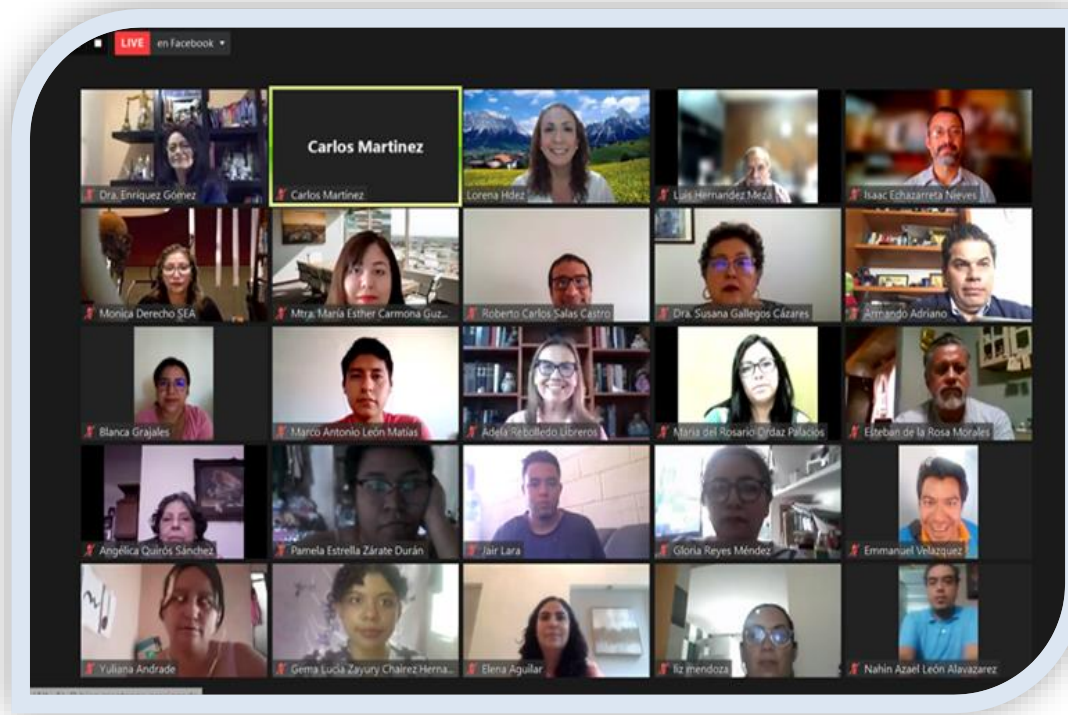 LIVE en Facebook
Dra. Enríquez Gómez
Carlos Martinez
Carlos Martinez
Lorena Hdez
Luis Hernandez Meza
Isaac Echazarreta Nieves
Monica Derecho SEA
Mtra. María Esther Carmona Guz...
Roberto Carlos Salas Castro
Dra. Susana Gallegos Cázares
Armando Adriano
Blanca Grajales
Marco Antonio León Matías
Adela Rebolledo Libreros
Maria del Rosario Ordaz Palacios
Esteban de la Rosa Morales
Angélica Quirós Sánchez
Pamela Estrella Zárate Durán
Jair Lara
Gloria Reyes Méndez
Emmanuel Velazquez
Yuliana Andrade
Gema Lucia Zayury Chairez Herna...
Elena Aguilar
liz mendoza
Nahin Azael León Alavazarez